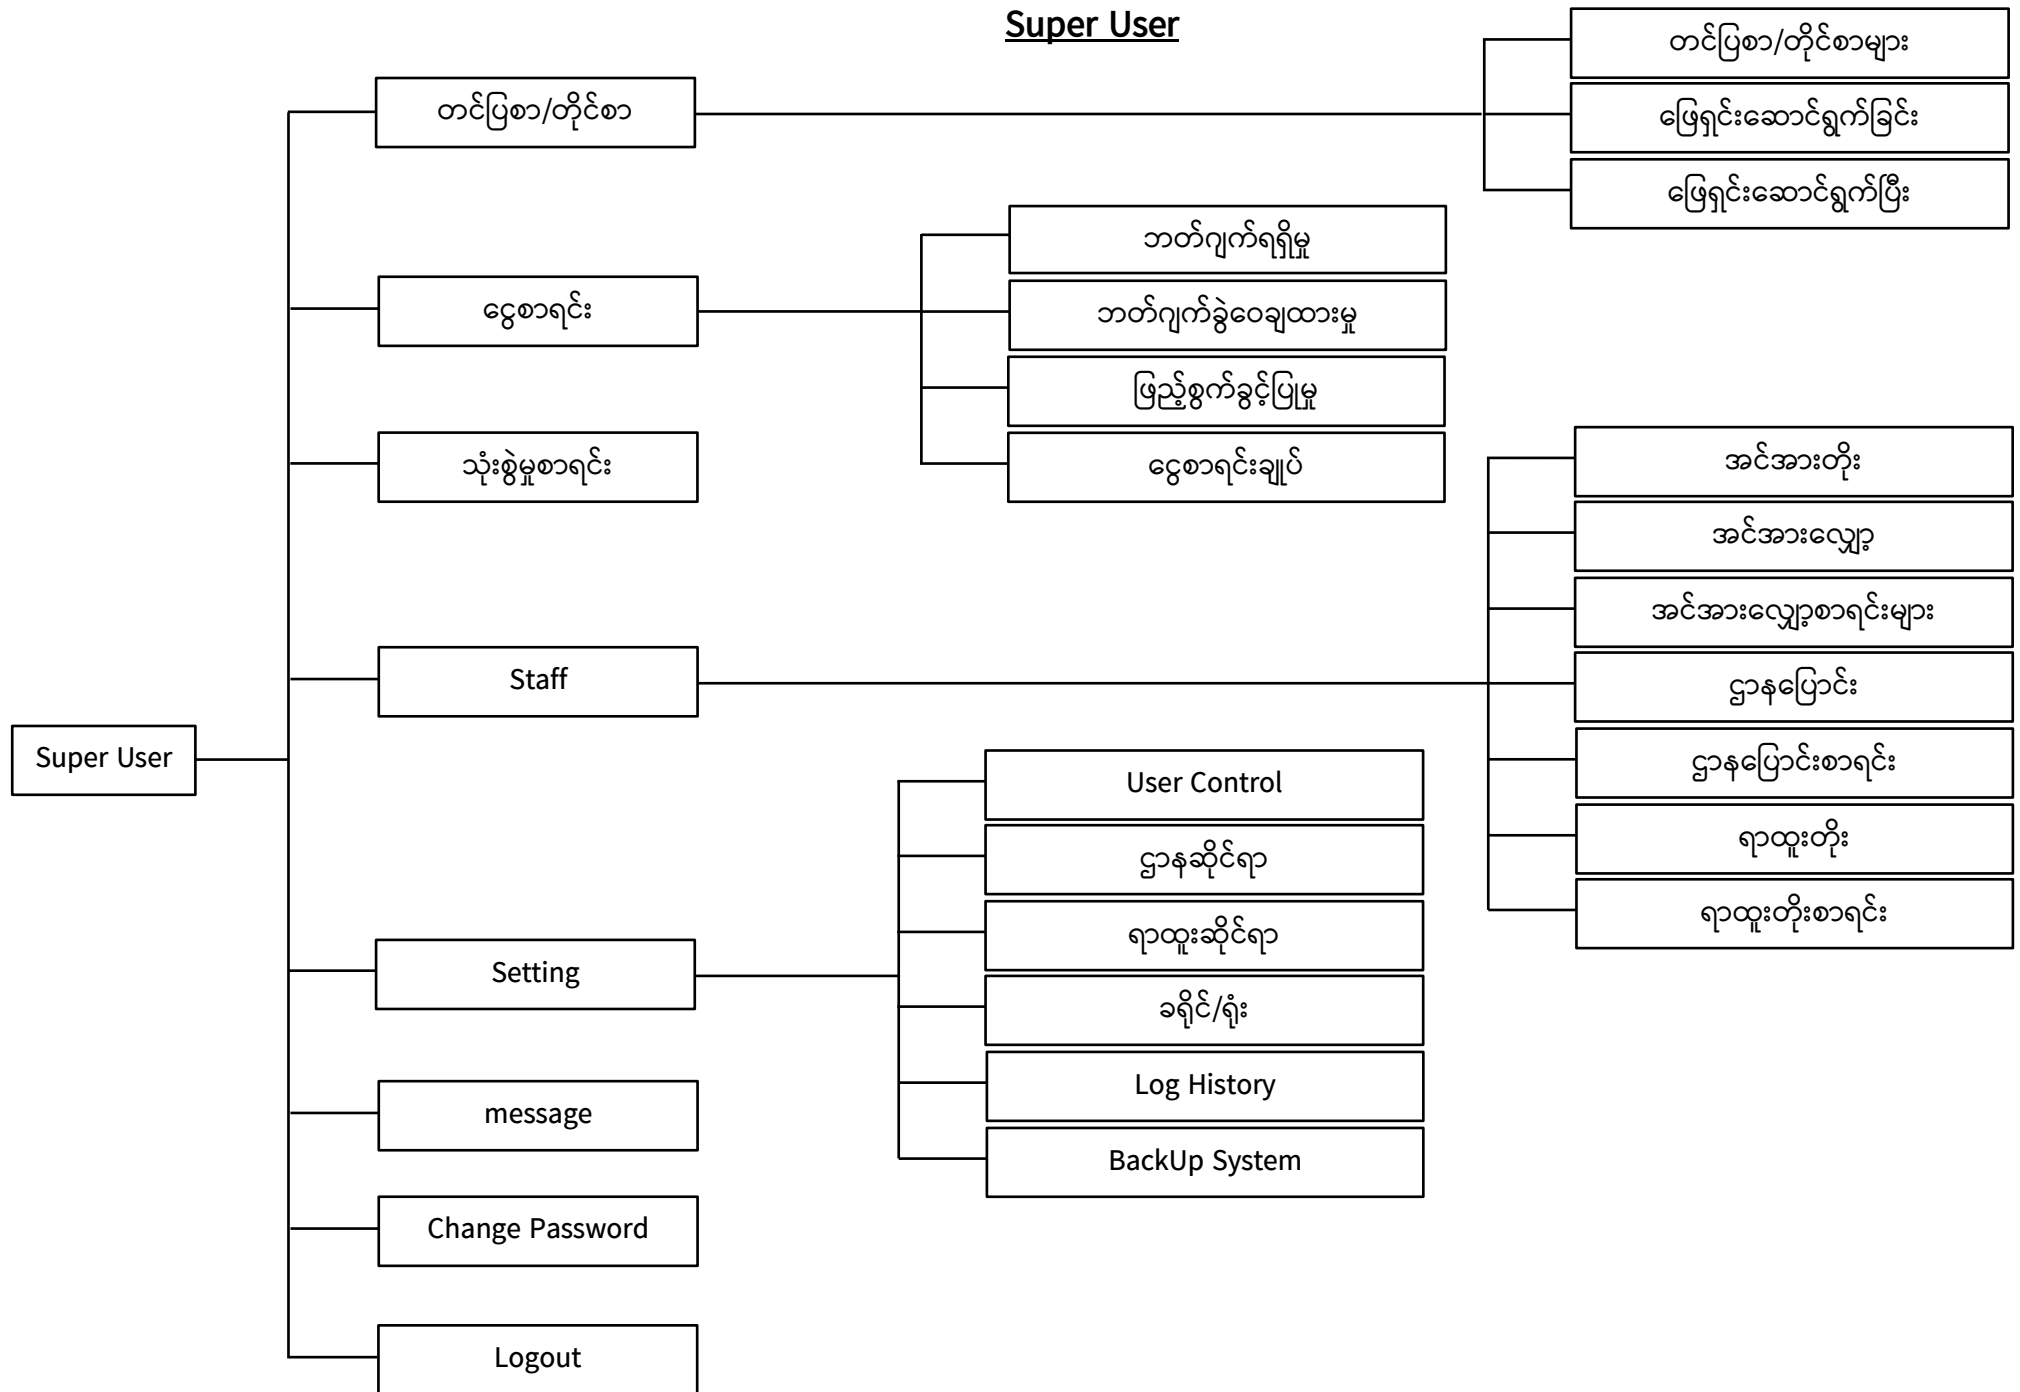 Super User
တင်ပြစာ/တိုင်စာ
တင်ပြစာ/တိုင်စာများ
ဖြေရှင်းဆောင်ရွက်ခြင်း
ဖြေရှင်းဆောင်ရွက်ပြီး
ငွေစာရင်း
ဘတ်ဂျက်ရရှိမှု
ဘတ်ဂျက်ခွဲဝေချထားမှု
ဖြည့်စွက်ခွင့်ပြုမှု
ငွေစာရင်းချုပ်
သုံးစွဲမှုစာရင်း
Staff
အင်အားတိုး
အင်အားလျှော့
အင်အားလျှော့စာရင်းများ
ဌာနပြောင်း
ဌာနပြောင်းစာရင်း
ရာထူးတိုး
ရာထူးတိုးစာရင်း
Super User
Setting
User Control
ဌာနဆိုင်ရာ
ရာထူးဆိုင်ရာ
ခရိုင်/ရုံး
Log History
BackUp System
message
Change Password
Logout